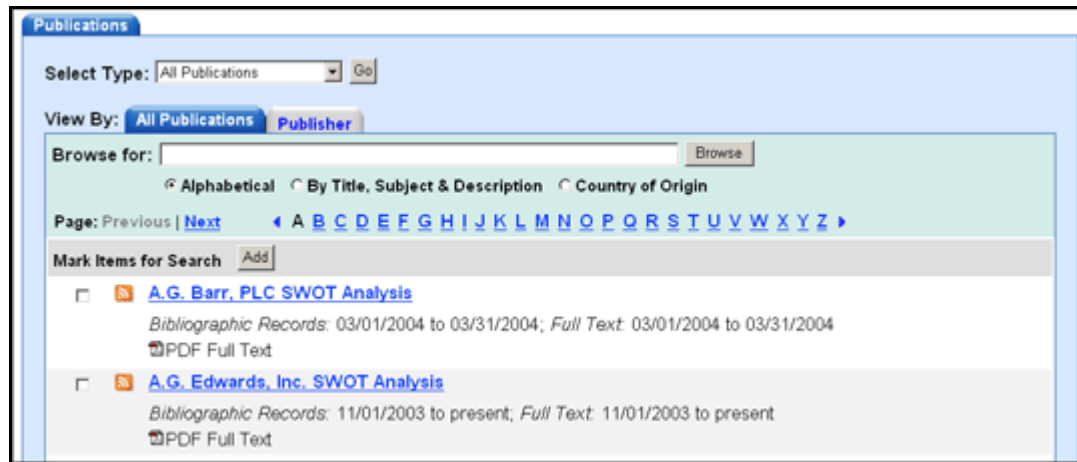 Publications
Select Type: All Publications Go
View By: All Publications Publisher
Browse for: Browse
Alphabetical By Title, Subject & Description Country of Origin
Page: Previous | Next A B C D E F G H I J K L M N O P Q R S T U V W X Y Z
Mark Items for Search Add
A.G. Barr, PLC SWOT Analysis
Bibliographic Records: 03/01/2004 to 03/31/2004; Full Text: 03/01/2004 to 03/31/2004
PDF Full Text
A.G. Edwards, Inc. SWOT Analysis
Bibliographic Records: 11/01/2003 to present; Full Text: 11/01/2003 to present
PDF Full Text